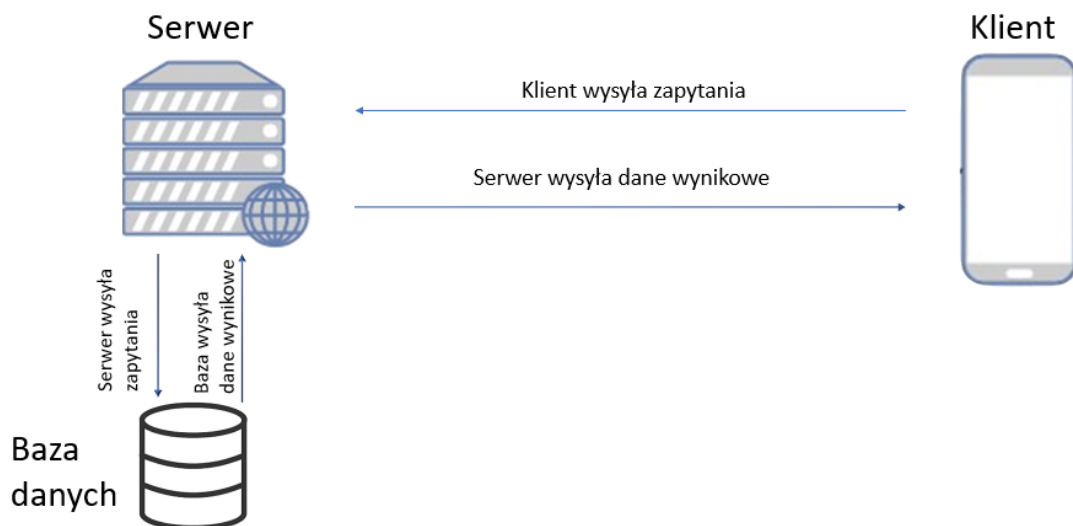 Serwer
Klient
Klient wysyła zapytania
Serwer wysyła dane wynikowe
Serwer wysyła
zapytania
Baza wysyła
dane wynikowe
Baza
danych